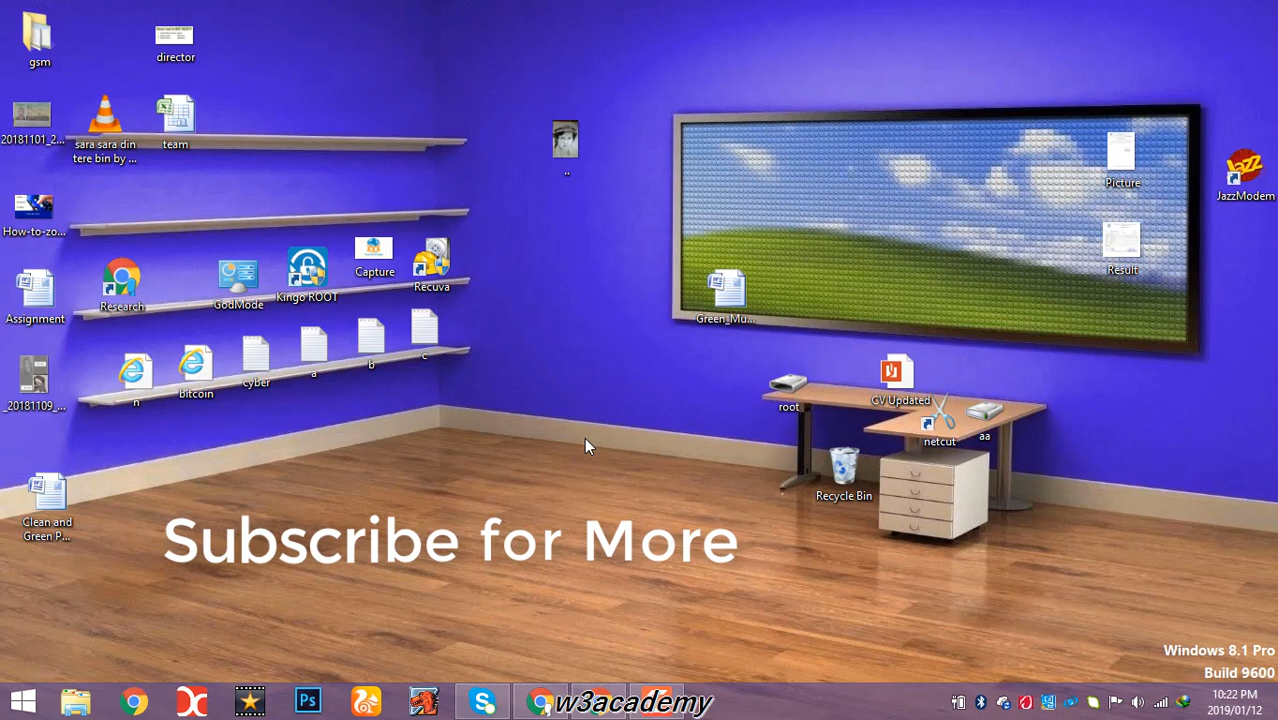 gsm
director
20181101_2...
sara sara din
tere bin by ...
team
..
Picture
JazzModem
How-to-zo...
Research
GodMode
Kingo ROOT
Capture
Recuva
Result
Assignment
Green_Mu...
n
bitcoin
cyber
a
b
c
_20181109_...
root
CV Updated
netcut
aa
Recycle Bin
Clean and
Green P...
Subscribe for More
Windows 8.1 Pro
Build 9600
Ps
w3academy
10:22 PM
2019/01/12